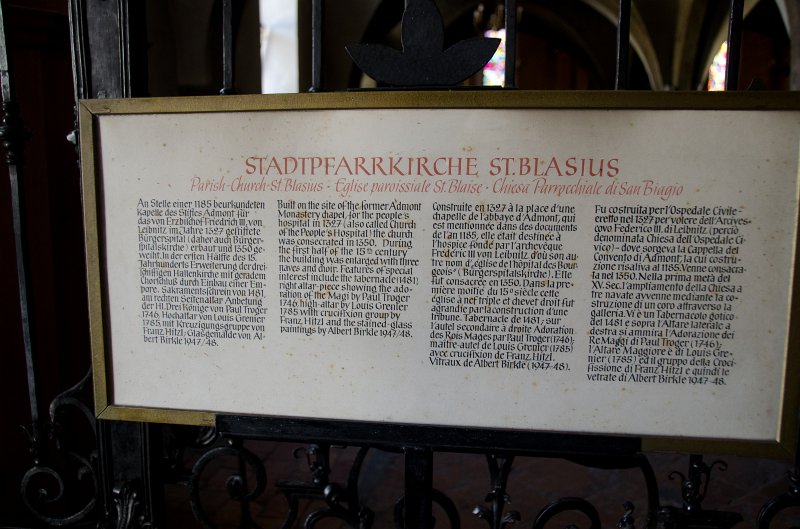 STADTPFARRKIRCHE ST. BLASIUS
Parish-Church-St. Blasius - Eglise paroissiale St. Blaise - Chiesa Parrocchiale di San Biagio
An Stelle einer 1185 beurkundeten
Kapelle des Stiftes Admont für
das von Erzbischof Friedrich III. von
Leibnitz im Jahre 1327 gestiftete
Bürgerspital (daher auch Bürger-
spitalskirche) erbaut und 1350 ge-
weiht. In der ersten Hälfte des 15.
Jahrhunderts Erweiterung der drei-
schiffigen Hallenkirche mit geradem
Chorschluß durch Einbau einer Em-
pore. Sakramentsschrein von 1481,
am rechten Seitenaltar Anbetung
der Hl. Drei Könige von Paul Troger
1746. Hochaltar von Louis Grenier
1785 mit Kreuzigungsgruppe von
Franz Hitzl. Glasgemälde von Al-
bert Birkle 1947/48.
Built on the site of the former Admont
Monastery chapel, for the people's
hospital in 1327 (also called Church
of the People's Hospital) the church
was consecrated in 1350. During
the first half of the 15th century
the building was enlarged with three
naves and choir. Features of special
interest include the tabernacle (1481)
right altar-piece showing the ado-
ration of the Magi by Paul Troger
1746, high-altar by Louis Grenier
1785 with crucifixion group by
Franz Hitzl and the stained-glass
paintings by Albert Birkle 1947/48.
Construite en 1327 à la place d'une
chapelle de l'abbaye d'Admont, qui
est mentionnée dans des documents
de l'an 1185, elle était destinée à
l'hospice fondé par l'archevêque
Fréderic III von Leibnitz d'où son au-
tre nom d'„église de l'hôpital des Bour-
geois" (Bürgerspitalskirche). Elle
fut consacrée en 1350. Dans la pre-
mière moitié du 15e siècle cette
église à nef triple et chevet droit fut
agrandie par la construction d'une
tribune. Tabernacle de 1481; sur
l'autel secondaire à droite Adoration
des Rois Mages par Paul Troger (1746);
maître-autel de Louis Grenier (1785)
avec crucifixion de Franz Hitzl.
Vitraux de Albert Birkle (1947-48).
Fu costruita per l'Ospedale Civile-
eretto nel 1327 per volere dell'Arcives-
covo Federico III. di Leibnitz (perciò
denominata Chiesa dell'Ospedale Ci-
vico) - dove sorgeva la Cappella del
Convento di Admont, la cui costru-
zione risaliva al 1185. Venne consacra-
ta nel 1350. Nella prima metà del
XV. Sec. l'ampliamento della Chiesa a
tre navate avvenne mediante la co-
struzione di un coro attraverso la
galleria. Vi è un Tabernacolo gotico
del 1481 e sopra l'Altare laterale a
destra si ammira l'Adorazione dei
Re Maggi di Paul Troger (1746);
l'Altare Maggiore è di Louis Gre-
nier (1785) ed il gruppo della Croci-
fissione di Franz Hitzl e quindi le
vetrate di Albert Birkle 1947-48.